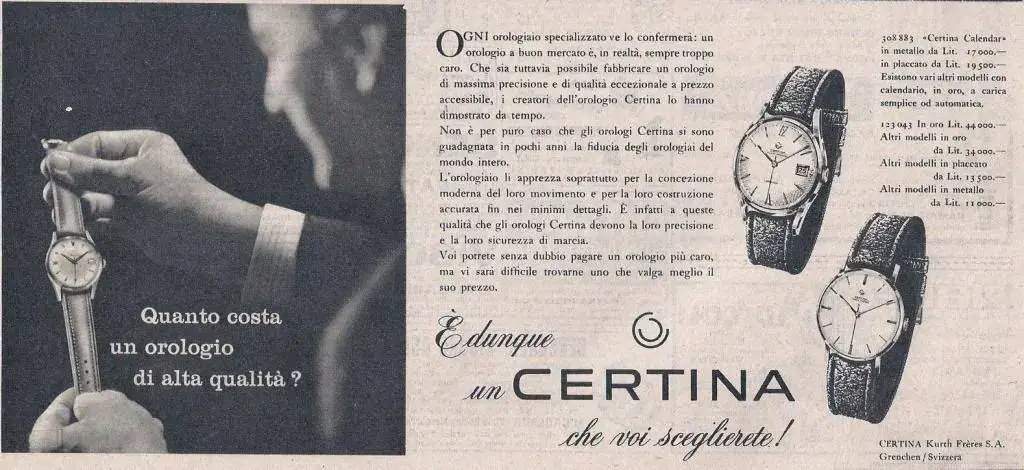 Quanto costa
un orologio
di alta qualità ?
OGNI orologiaio specializzato ve lo confermerà: un
orologio a buon mercato è, in realtà, sempre troppo
caro. Che sia tuttavia possibile fabbricare un orologio
di massima precisione e di qualità eccezionale a prezzo
accessibile, i creatori dell'orologio Certina lo hanno
dimostrato da tempo.
Non è per puro caso che gli orologi Certina si sono
guadagnata in pochi anni la fiducia degli orologiai del
mondo intero.
L'orologiaio li apprezza soprattutto per la concezione
moderna del loro movimento e per la loro costruzione
accurata fin nei minimi dettagli. È infatti a queste
qualità che gli orologi Certina devono la loro precisione
e la loro sicurezza di marcia.
Voi potrete senza dubbio pagare un orologio più caro,
ma vi sarà difficile trovarne uno che valga meglio il
suo prezzo.
È dunque
un CERTINA
che voi sceglierete!
308 883 «Certina Calendar»
in metallo da Lit. 17000.—
in placcato da Lit. 19500.—
Esistono vari altri modelli con
calendario, in oro, a carica
semplice od automatica.
123 043 In oro Lit. 44 000.—
Altri modelli in oro
da Lit. 34000.—
Altri modelli in placcato
da Lit. 13 500.—
Altri modelli in metallo
da Lit. 11 000.—
CERTINA Kurth Frères S.A.
Grenchen / Svizzera